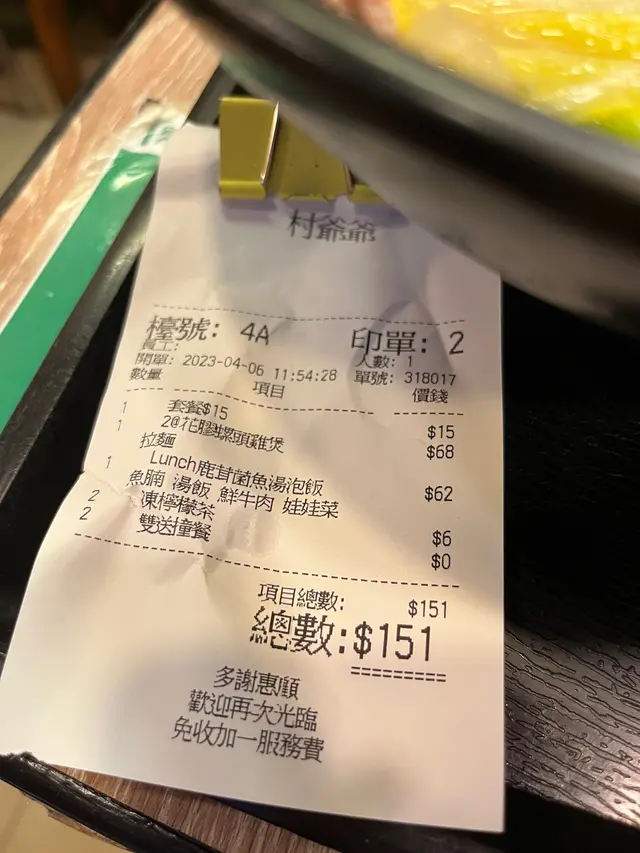 村爺爺
檯號: 4A 印單: 2
員工: 人數: 1
開單: 2023-04-06 11:54:28 單號: 318017
數量 項目 價錢
1 套餐$15 $15
1 2@花膠螺頭雞煲 $68
拉麵
1 Lunch鹿茸菌魚湯泡飯 $62
魚腩 湯飯 鮮牛肉 娃娃菜
2 凍檸檬茶 $6
2 雙送撞餐 $0
項目總數: $151
總數:$151
多謝惠顧
歡迎再次光臨
免收加一服務費